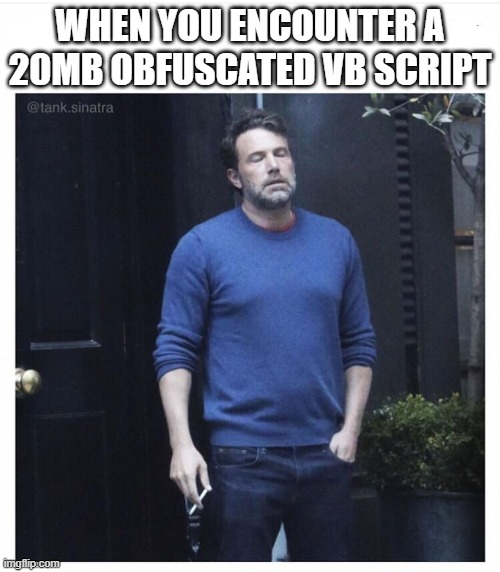 WHEN YOU ENCOUNTER A
20MB OBFUSCATED VB SCRIPT
@tank.sinatra
imgflip.com